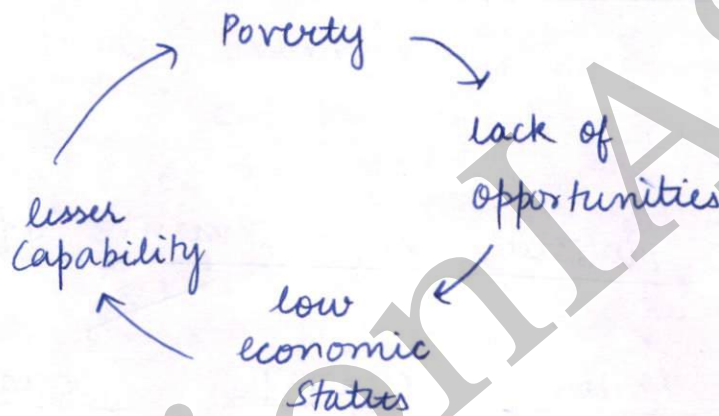 Poverty
lack of
opportunities
low
economic
Status
lesser
Capability